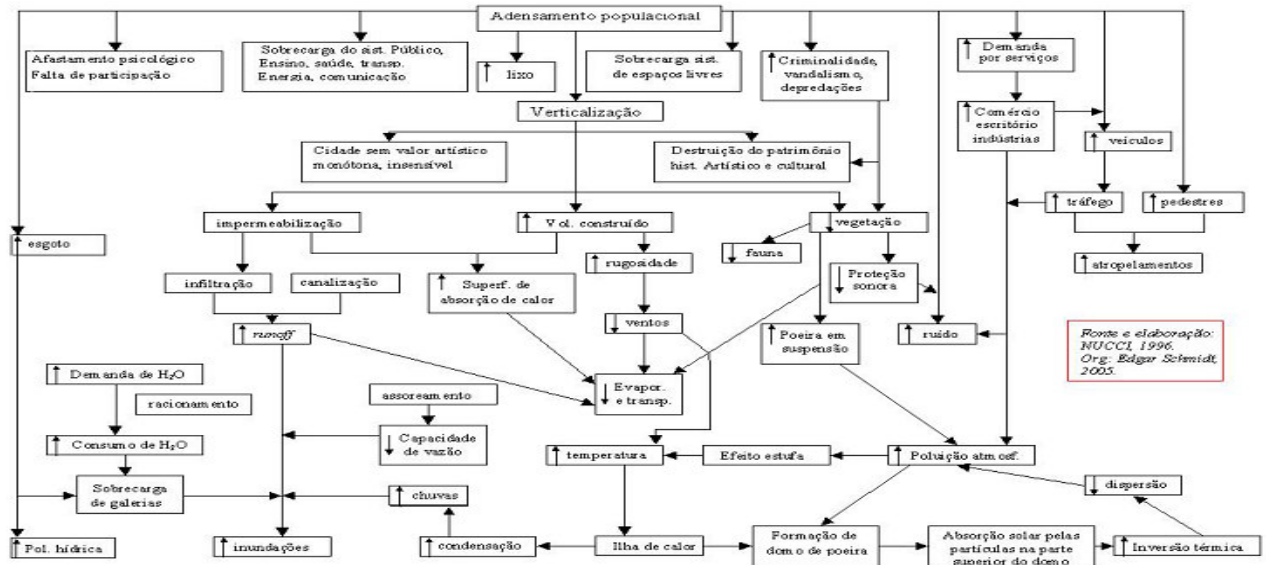 Adensamento populacional
Afastamento psicológico
Falta de participação
Sobrecarga do sist. Público,
Ensino, saúde, transp.
Energia, comunicação
lixo
Sobrecarga sist.
de espaços livres
Criminalidade,
vandalismo,
depredações
Demanda
por serviços
Verticalização
Comércio
escritório
indústrias
veículos
Cidade sem valor artístico
monótona, insensível
Destruição do patrimônio
hist. Artístico e cultural
tráfego
pedestres
impermeabilização
Vol. construído
vegetação
esgoto
fauna
rugosidade
atropelamentos
infiltração
canalização
Superf. de
absorção de calor
Proteção
sonora
runoff
ventos
Poeira em
suspensão
ruído
Fonte e elaboração:
NUCCI, 1996.
Org: Edgar Schmidt,
2005.
Demanda de H₂O
racionamento
assoreamento
Evapor.
e transp.
Consumo de H₂O
Capacidade
de vazão
temperatura
Efeito estufa
Poluição atmosf.
Sobrecarga
de galerias
chuvas
dispersão
Pol. hídrica
inundações
condensação
Ilha de calor
Formação de
domo de poeira
Absorção solar pelas
partículas na parte
superior do domo
Inversão térmica